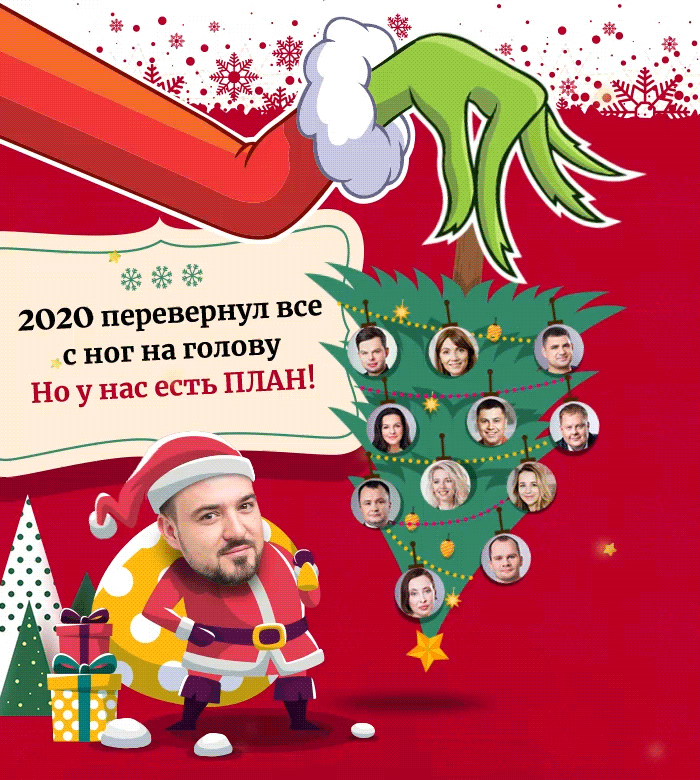 2020 перевернул все
с ног на голову
Но у нас есть ПЛАН!